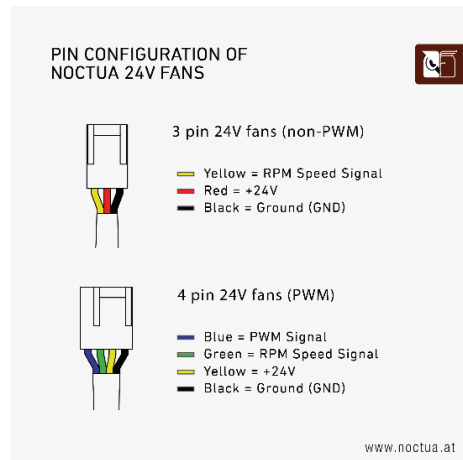 PIN CONFIGURATION OF
NOCTUA 24V FANS
3 pin 24V fans (non-PWM)
Yellow = RPM Speed Signal
Red = +24V
Black = Ground (GND)
4 pin 24V fans (PWM)
Blue = PWM Signal
Green = RPM Speed Signal
Yellow = +24V
Black = Ground (GND)
www.noctua.at